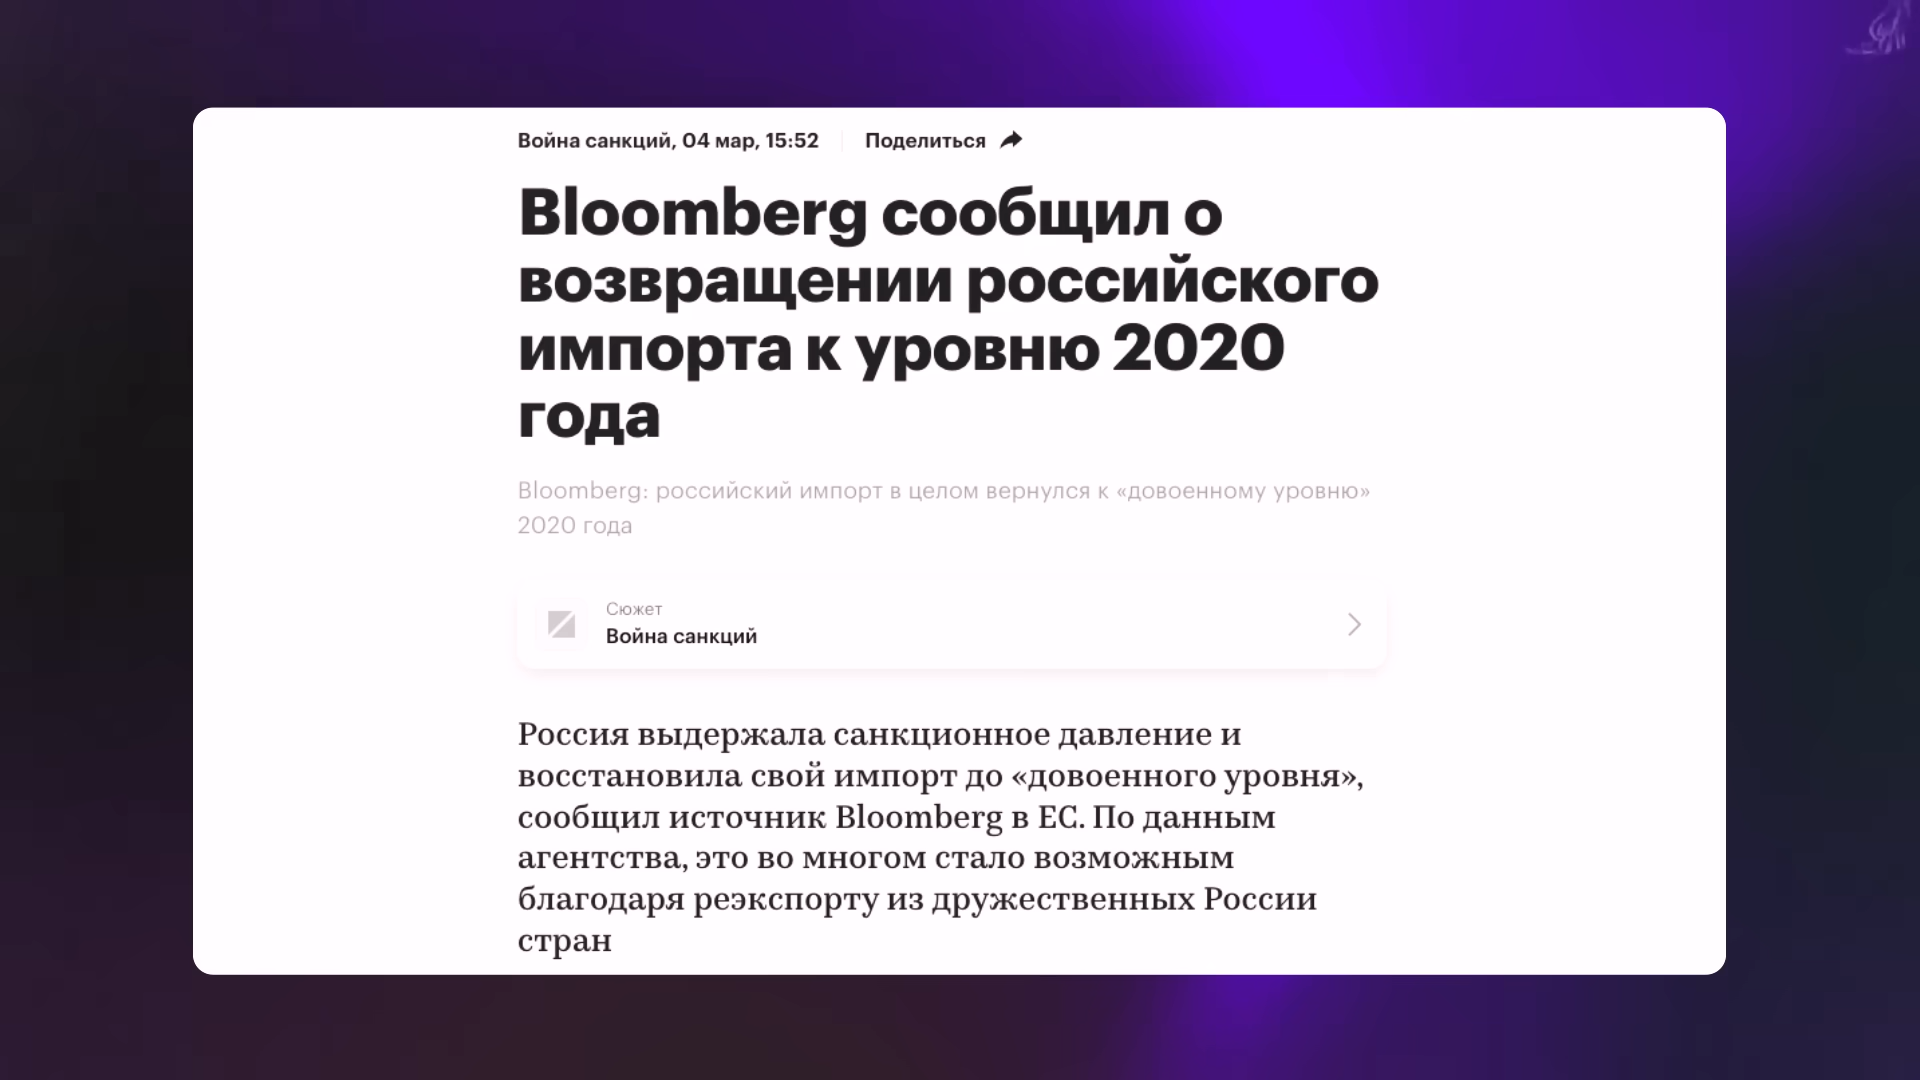 Война санкций, 04 мар, 15:52 Поделиться
Bloomberg сообщил о
возвращении российского
импорта к уровню 2020
года
Bloomberg: российский импорт в целом вернулся к «довоенному уровню»
2020 года
Сюжет
Война санкций
Россия выдержала санкционное давление и
восстановила свой импорт до «довоенного уровня»,
сообщил источник Bloomberg в ЕС. По данным
агентства, это во многом стало возможным
благодаря реэкспорту из дружественных России
стран